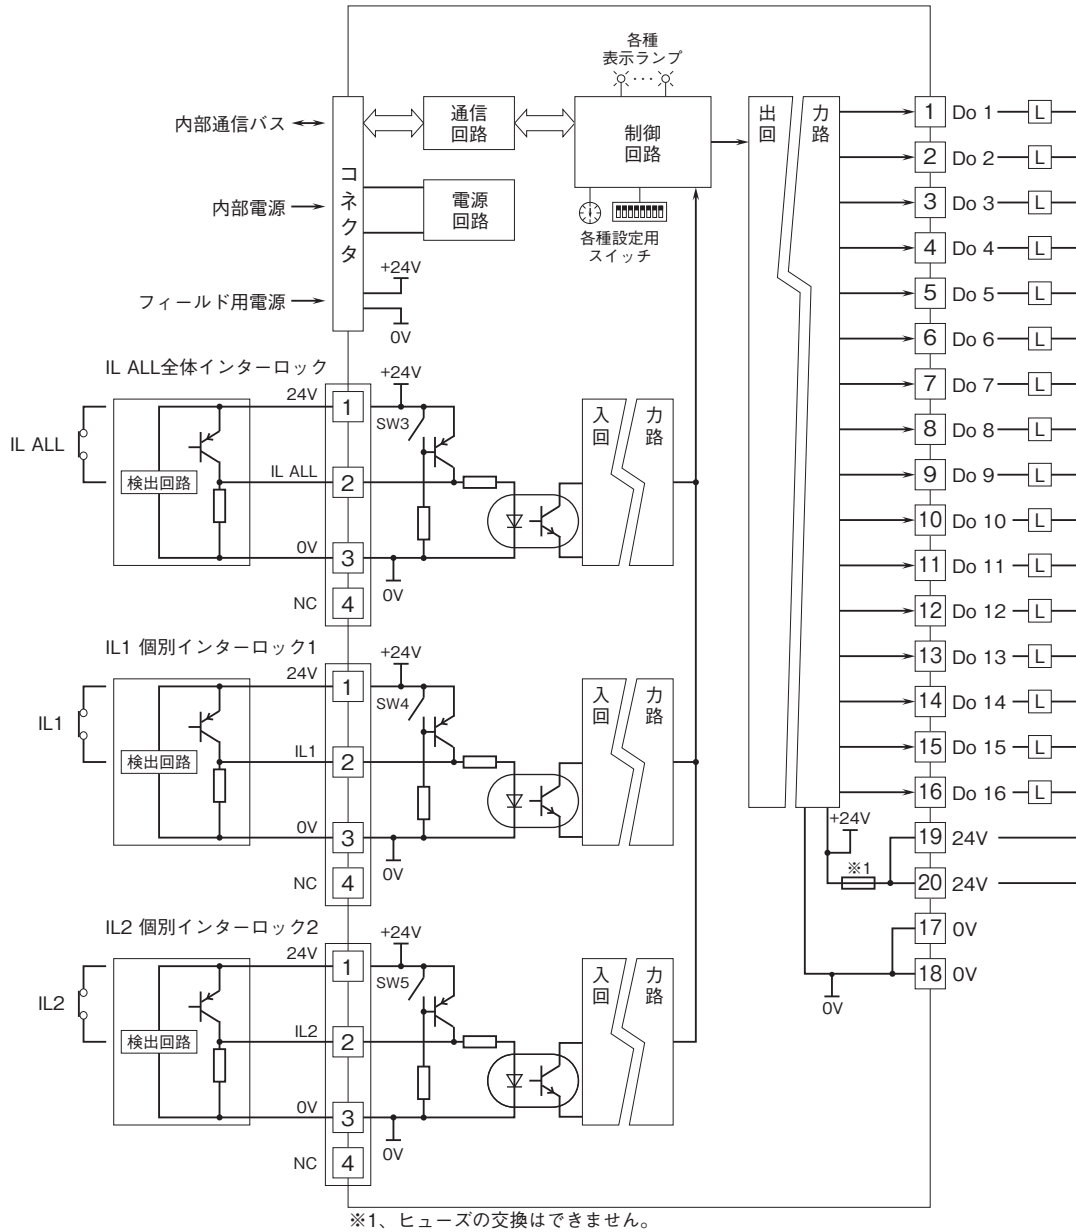 各種
表示ランプ
内部通信バス
通信
回路
制御
回路
コネクタ
内部電源
電源
回路
各種設定用
スイッチ
+24V
フィールド用電源
0V
出力
回路
1 Do 1 L
2 Do 2 L
3 Do 3 L
4 Do 4 L
5 Do 5 L
6 Do 6 L
7 Do 7 L
8 Do 8 L
9 Do 9 L
10 Do 10 L
11 Do 11 L
12 Do 12 L
13 Do 13 L
14 Do 14 L
15 Do 15 L
16 Do 16 L
+24V
※1
19 24V
20 24V
17 0V
18 0V
0V
IL ALL全体インターロック
+24V
24V
1
SW3
IL ALL
検出回路
IL ALL
2
0V
3
0V
NC
4
入力
回路
IL1 個別インターロック1
+24V
24V
1
SW4
IL1
検出回路
IL1
2
0V
3
0V
NC
4
入力
回路
IL2 個別インターロック2
+24V
24V
1
SW5
IL2
検出回路
IL2
2
0V
3
0V
NC
4
入力
回路
※1、ヒューズの交換はできません。